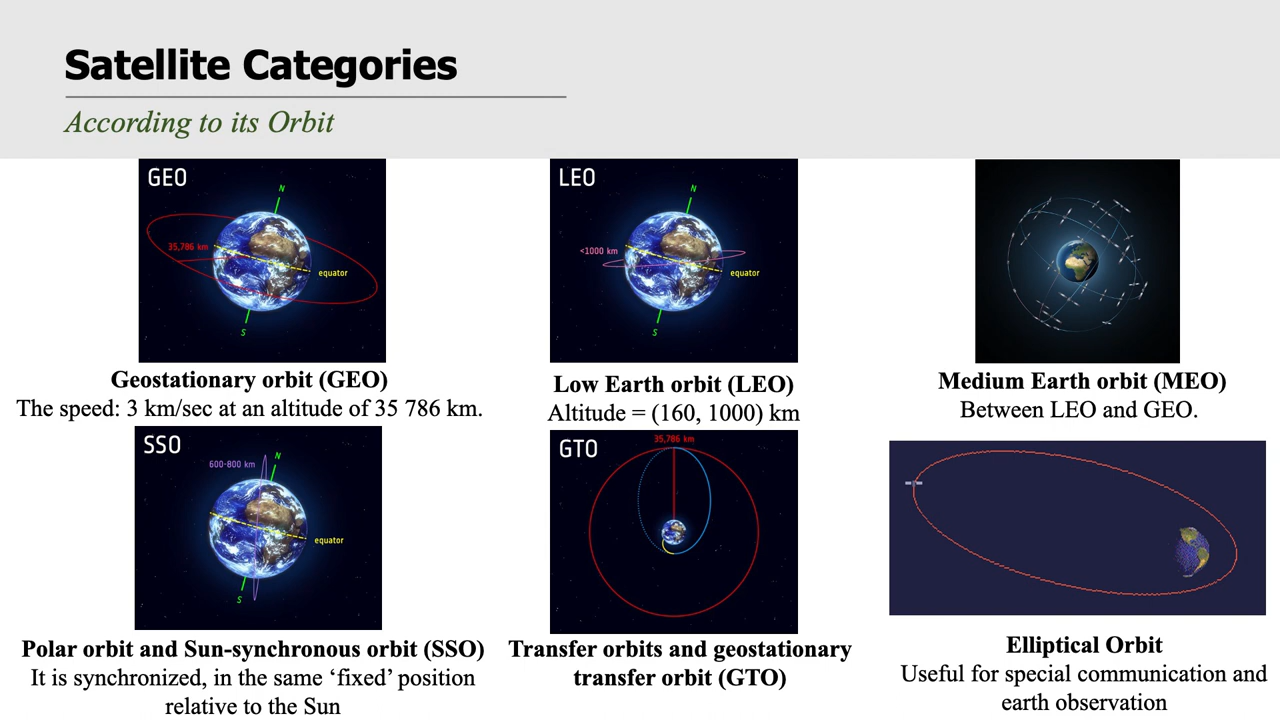 Satellite Categories
According to its Orbit
GEO
N
35,786 km
equator
S
Geostationary orbit (GEO)
The speed: 3 km/sec at an altitude of 35 786 km.
LEO
N
<1000 km
equator
S
Low Earth orbit (LEO)
Altitude = (160, 1000) km
Medium Earth orbit (MEO)
Between LEO and GEO.
SSO
N
600-800 km
equator
S
Polar orbit and Sun-synchronous orbit (SSO)
It is synchronized, in the same ‘fixed’ position
relative to the Sun
35,786 km
GTO
Transfer orbits and geostationary
transfer orbit (GTO)
Elliptical Orbit
Useful for special communication and
earth observation